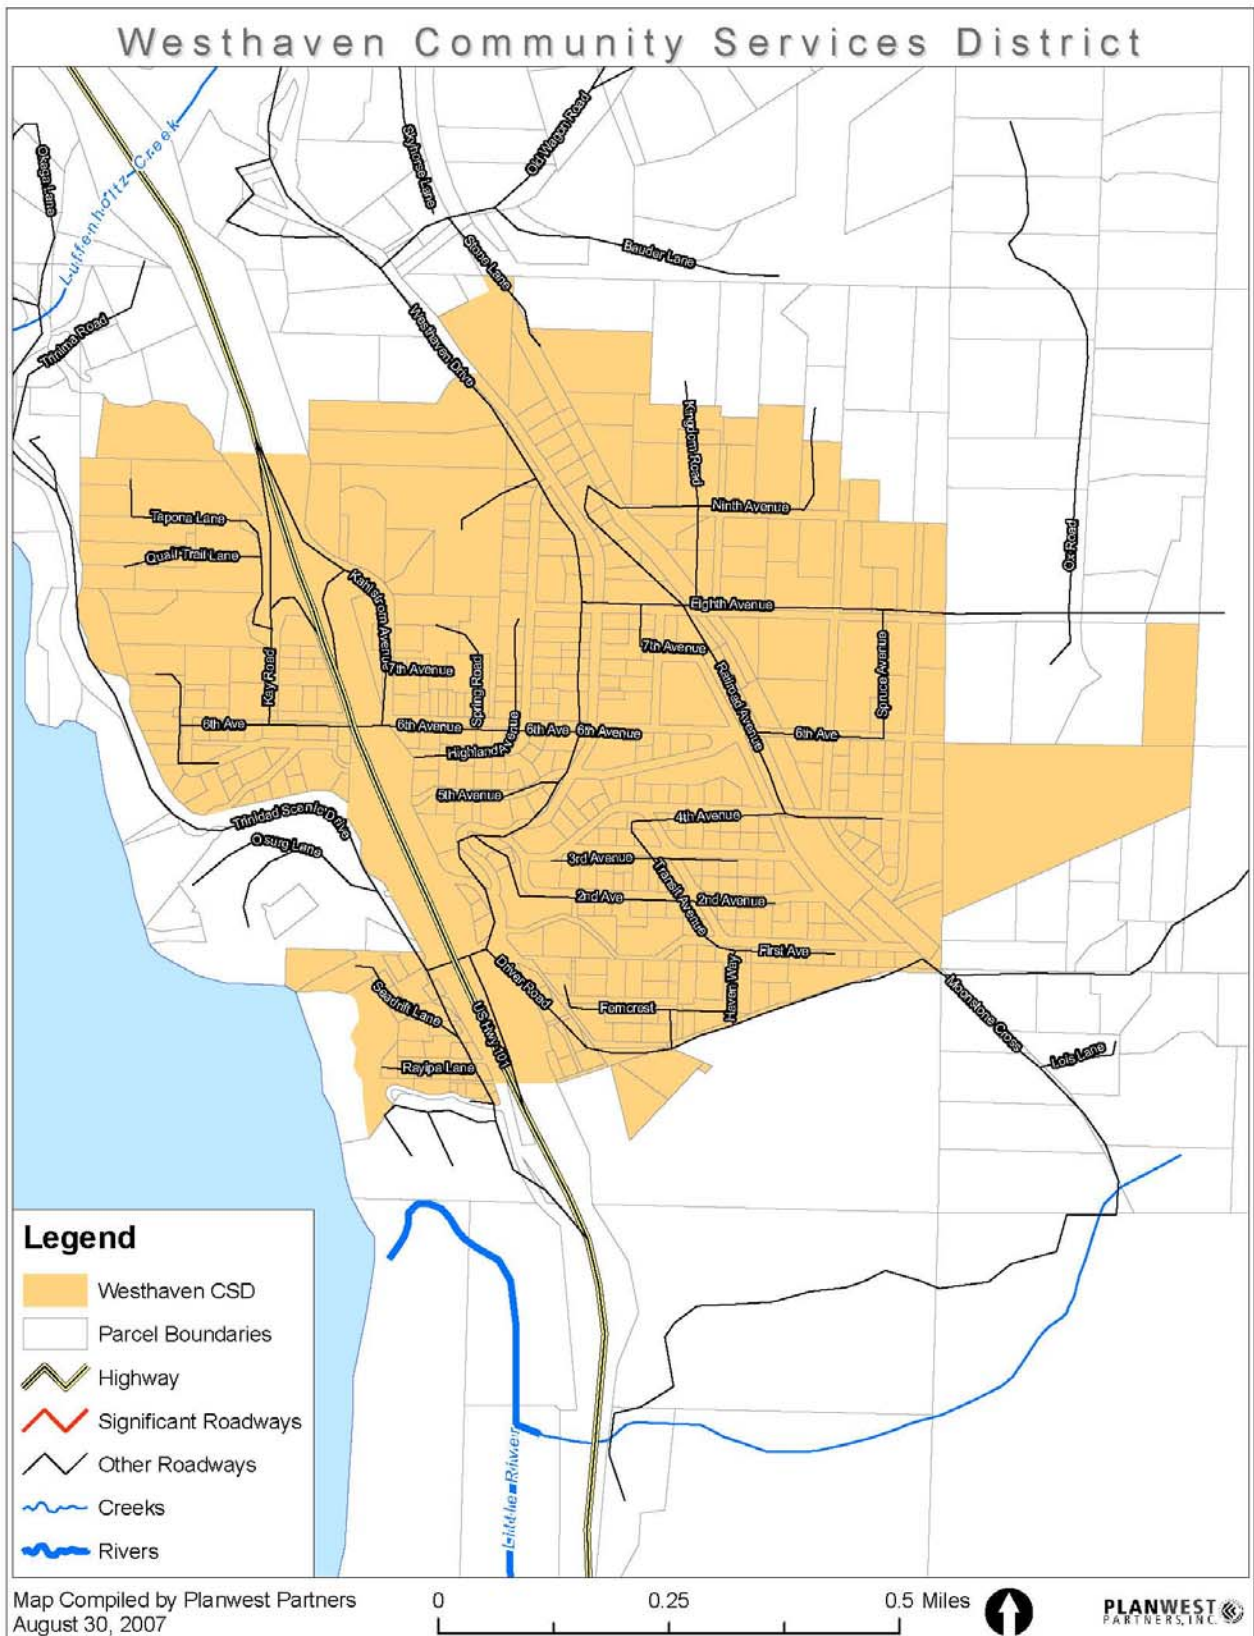 Westhaven Community Services District
Okaga Lane
Luffenholtz Creek
Skyhorse Lane
Old Wagon Road
Bauder Lane
Stope Lane
Trinima Road
Westhaven Drive
Kingdom Road
Ninth Avenue
Tapona Lane
Quail Trail Lane
Ox Road
Kahlstrom Avenue
Eighth Avenue
7th Avenue
7th Avenue
Spring Road
Kay Road
Railroad Avenue
Spruce Avenue
6th Ave
6th Avenue
Highland Avenue
6th Ave
6th Avenue
6th Ave
5th Avenue
Trinidad Scenic Drive
Osurg Lane
4th Avenue
3rd Avenue
Transit Avenue
2nd Ave
2nd Avenue
First Ave
Driver Road
Seadrift Lane
US Hwy 101
Ferncrest
Haven Way
Moonstone Cross
Lois Lane
Rayipa Lane
Little River
Legend
Westhaven CSD
Parcel Boundaries
Highway
Significant Roadways
Other Roadways
Creeks
Rivers
Map Compiled by Planwest Partners
August 30, 2007
0 0.25 0.5 Miles
PLANWEST
PARTNERS, INC.